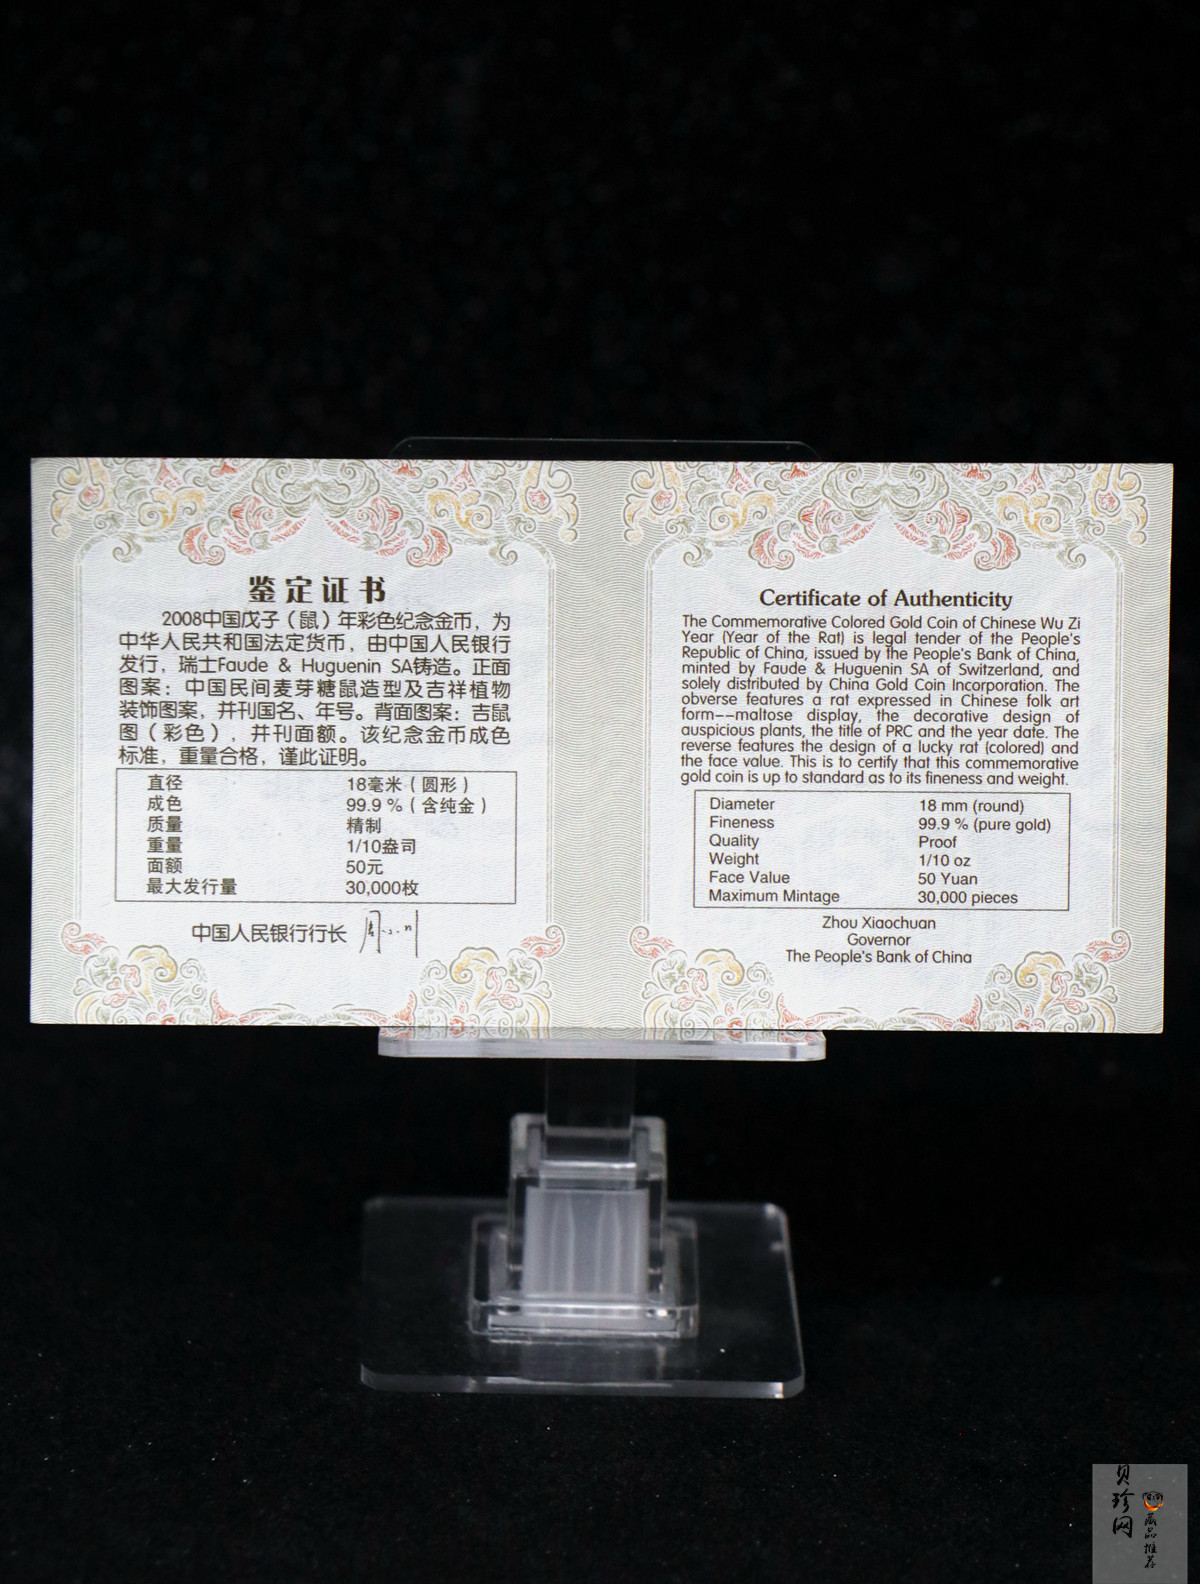 鉴定证书
2008中国戊子（鼠）年彩色纪念金币，为
中华人民共和国法定货币，由中国人民银行
发行，瑞士Faude & Huguenin SA铸造。正面
图案：中国民间麦芽糖鼠造型及吉祥植物
装饰图案，并刊国名、年号。背面图案：吉鼠
图（彩色），并刊面额。该纪念金币成色
标准，重量合格，谨此证明。
直径 18毫米（圆形）
成色 99.9 %（含纯金）
质量 精制
重量 1/10盎司
面额 50元
最大发行量 30,000枚
中国人民银行行长
Certificate of Authenticity
The Commemorative Colored Gold Coin of Chinese Wu Zi
Year (Year of the Rat) is legal tender of the People's
Republic of China, issued by the People's Bank of China,
minted by Faude & Huguenin SA of Switzerland, and
solely distributed by China Gold Coin Incorporation. The
obverse features a rat expressed in Chinese folk art
form--maltose display, the decorative design of
auspicious plants, the title of PRC and the year date. The
reverse features the design of a lucky rat (colored) and
the face value. This is to certify that this commemorative
gold coin is up to standard as to its fineness and weight.
Diameter 18 mm (round)
Fineness 99.9 % (pure gold)
Quality Proof
Weight 1/10 oz
Face Value 50 Yuan
Maximum Mintage 30,000 pieces
Zhou Xiaochuan
Governor
The People's Bank of China
贝珍网
藏品推荐